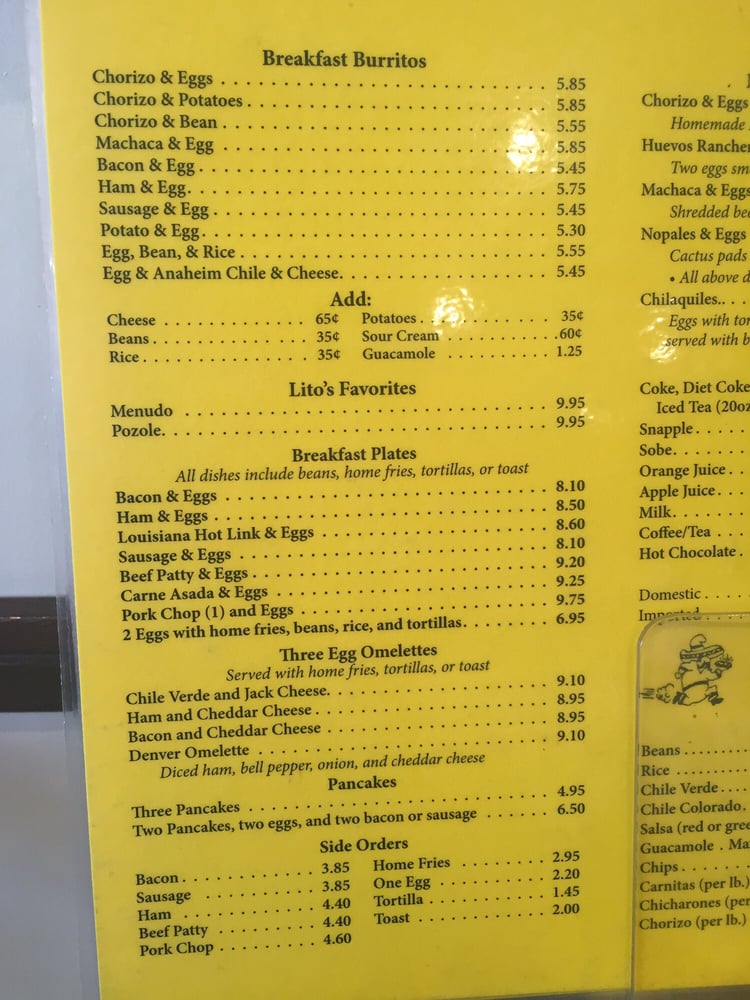 Breakfast Burritos
Chorizo & Eggs . . . . . . . . . . . . . . . . . . . . . . . . . . . . 5.85
Chorizo & Potatoes . . . . . . . . . . . . . . . . . . . . . . . . . 5.85
Chorizo & Bean . . . . . . . . . . . . . . . . . . . . . . . . . . . . 5.55
Machaca & Egg . . . . . . . . . . . . . . . . . . . . . . . . . . . . 5.85
Bacon & Egg . . . . . . . . . . . . . . . . . . . . . . . . . . . . . . 5.45
Ham & Egg. . . . . . . . . . . . . . . . . . . . . . . . . . . . . . . 5.75
Sausage & Egg . . . . . . . . . . . . . . . . . . . . . . . . . . . . 5.45
Potato & Egg. . . . . . . . . . . . . . . . . . . . . . . . . . . . . . 5.30
Egg, Bean, & Rice . . . . . . . . . . . . . . . . . . . . . . . . . . 5.55
Egg & Anaheim Chile & Cheese. . . . . . . . . . . . . . . . . 5.45
Add:
Cheese . . . . . . . . . . . . 65¢ Potatoes . . . . . . . . . . . 35¢
Beans . . . . . . . . . . . . . 35¢ Sour Cream . . . . . . . . . .60¢
Rice . . . . . . . . . . . . . . 35¢ Guacamole . . . . . . . . . 1.25
Lito's Favorites
Menudo . . . . . . . . . . . . . . . . . . . . . . . . . . . . . . . 9.95
Pozole. . . . . . . . . . . . . . . . . . . . . . . . . . . . . . . . 9.95
Breakfast Plates
All dishes include beans, home fries, tortillas, or toast
Bacon & Eggs . . . . . . . . . . . . . . . . . . . . . . . . . . . 8.10
Ham & Eggs . . . . . . . . . . . . . . . . . . . . . . . . . . . . 8.50
Louisiana Hot Link & Eggs . . . . . . . . . . . . . . . . . . 8.60
Sausage & Eggs . . . . . . . . . . . . . . . . . . . . . . . . . 8.10
Beef Patty & Eggs . . . . . . . . . . . . . . . . . . . . . . . . 9.20
Carne Asada & Eggs . . . . . . . . . . . . . . . . . . . . . . 9.25
Pork Chop (1) and Eggs . . . . . . . . . . . . . . . . . . . . 9.75
2 Eggs with home fries, beans, rice, and tortillas. . . . . . . . 6.95
Three Egg Omelettes
Served with home fries, tortillas, or toast
Chile Verde and Jack Cheese. . . . . . . . . . . . . . . . . . 9.10
Ham and Cheddar Cheese . . . . . . . . . . . . . . . . . . . 8.95
Bacon and Cheddar Cheese . . . . . . . . . . . . . . . . . . 8.95
Denver Omelette . . . . . . . . . . . . . . . . . . . . . . . . . 9.10
Diced ham, bell pepper, onion, and cheddar cheese
Pancakes
Three Pancakes . . . . . . . . . . . . . . . . . . . . . . . . . . 4.95
Two Pancakes, two eggs, and two bacon or sausage . . . . . . 6.50
Side Orders
Bacon . . . . . . . . . . . . 3.85 Home Fries . . . . . . . . 2.95
Sausage . . . . . . . . . . 3.85 One Egg . . . . . . . . . . 2.20
Ham . . . . . . . . . . . . . 4.40 Tortilla . . . . . . . . . . . 1.45
Beef Patty . . . . . . . . . 4.40 Toast . . . . . . . . . . . . 2.00
Pork Chop . . . . . . . . . 4.60
Chorizo & Eggs
Homemade
Huevos Rancher
Two eggs sm
Machaca & Eggs
Shredded bee
Nopales & Eggs
Cactus pads
• All above d
Chilaquiles.. . .
Eggs with tor
served with b
Coke, Diet Coke
Iced Tea (20oz
Snapple . . . . .
Sobe. . . . . . .
Orange Juice . .
Apple Juice. . .
Milk. . . . . . .
Coffee/Tea . . .
Hot Chocolate .
Domestic . . . .
Imported . . . .
Beans . . . . . . . . .
Rice . . . . . . . . . .
Chile Verde . . . .
Chile Colorado.
Salsa (red or gree
Guacamole . Ma
Chips . . . . . . .
Carnitas (per lb.)
Chicharones (per
Chorizo (per lb.)